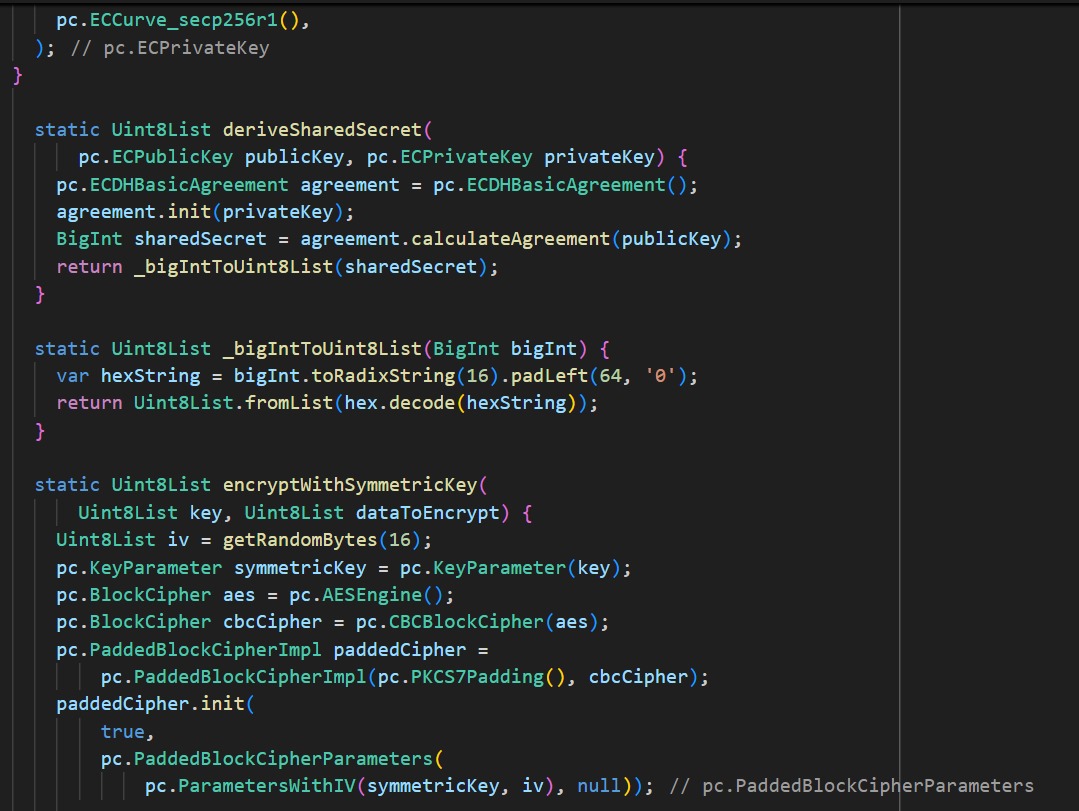 pc.ECCurve_secp256r1(),
); // pc.ECPrivateKey
}
static Uint8List deriveSharedSecret(
pc.ECPublicKey publicKey, pc.ECPrivateKey privateKey) {
pc.ECDHBasicAgreement agreement = pc.ECDHBasicAgreement();
agreement.init(privateKey);
BigInt sharedSecret = agreement.calculateAgreement(publicKey);
return _bigIntToUint8List(sharedSecret);
}
static Uint8List _bigIntToUint8List(BigInt bigInt) {
var hexString = bigInt.toRadixString(16).padLeft(64, '0');
return Uint8List.fromList(hex.decode(hexString));
}
static Uint8List encryptWithSymmetricKey(
Uint8List key, Uint8List dataToEncrypt) {
Uint8List iv = getRandomBytes(16);
pc.KeyParameter symmetricKey = pc.KeyParameter(key);
pc.BlockCipher aes = pc.AESEngine();
pc.BlockCipher cbcCipher = pc.CBCBlockCipher(aes);
pc.PaddedBlockCipherImpl paddedCipher =
pc.PaddedBlockCipherImpl(pc.PKCS7Padding(), cbcCipher);
paddedCipher.init(
true,
pc.PaddedBlockCipherParameters(
pc.ParametersWithIV(symmetricKey, iv), null)); // pc.PaddedBlockCipherParameters